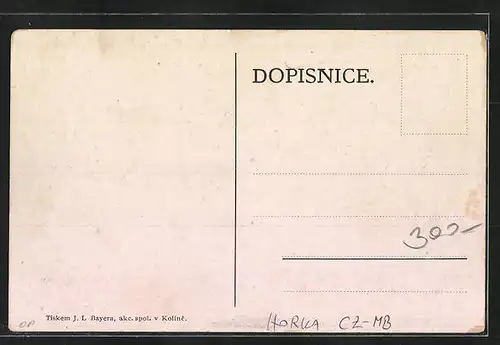 DOPISNICE.
300-
Tiskem J. L. Bayera, akc. spol. v Kolíně.
HORKA CZ-MB